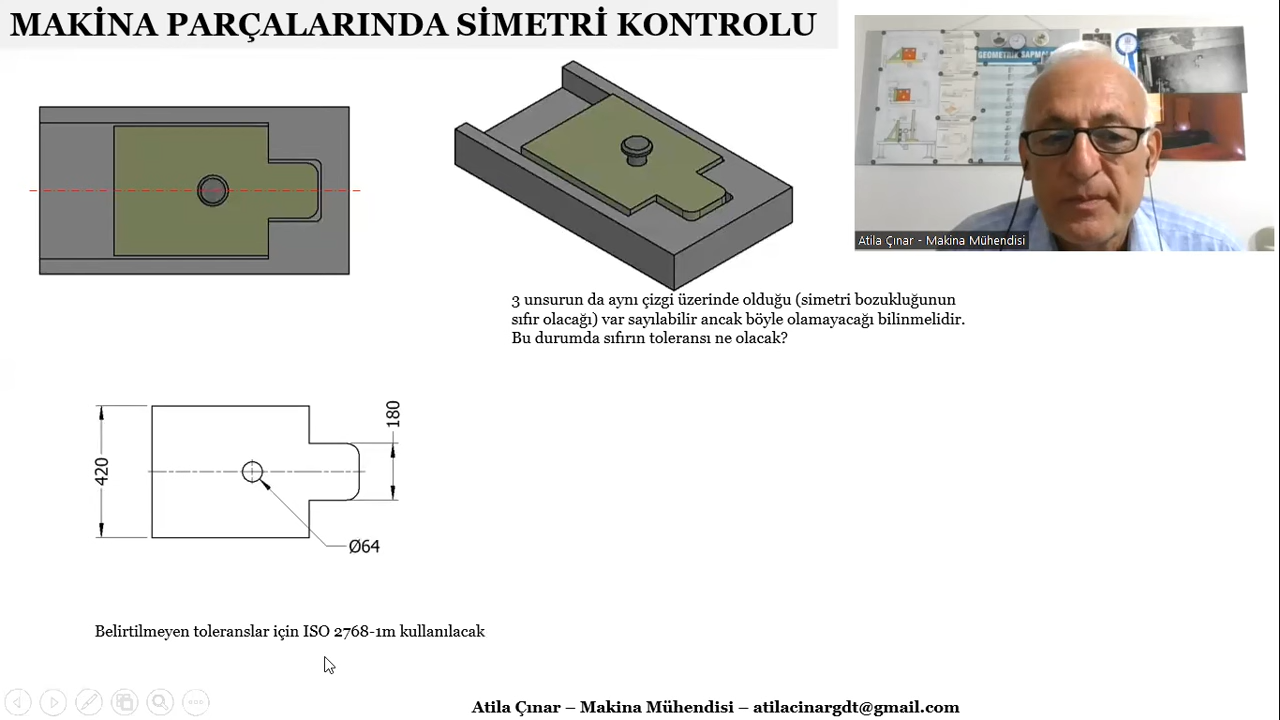 MAKİNA PARÇALARINDA SİMETRİ KONTROLU
GEOMETRİK SAPMALAR
Atila Çınar - Makina Mühendisi
3 unsurun da aynı çizgi üzerinde olduğu (simetri bozukluğunun
sıfır olacağı) var sayılabilir ancak böyle olamayacağı bilinmelidir.
Bu durumda sıfırın toleransı ne olacak?
420
180
Ø64
Belirtilmeyen toleranslar için ISO 2768-1m kullanılacak
Atila Çınar – Makina Mühendisi – atilacinargdt@gmail.com